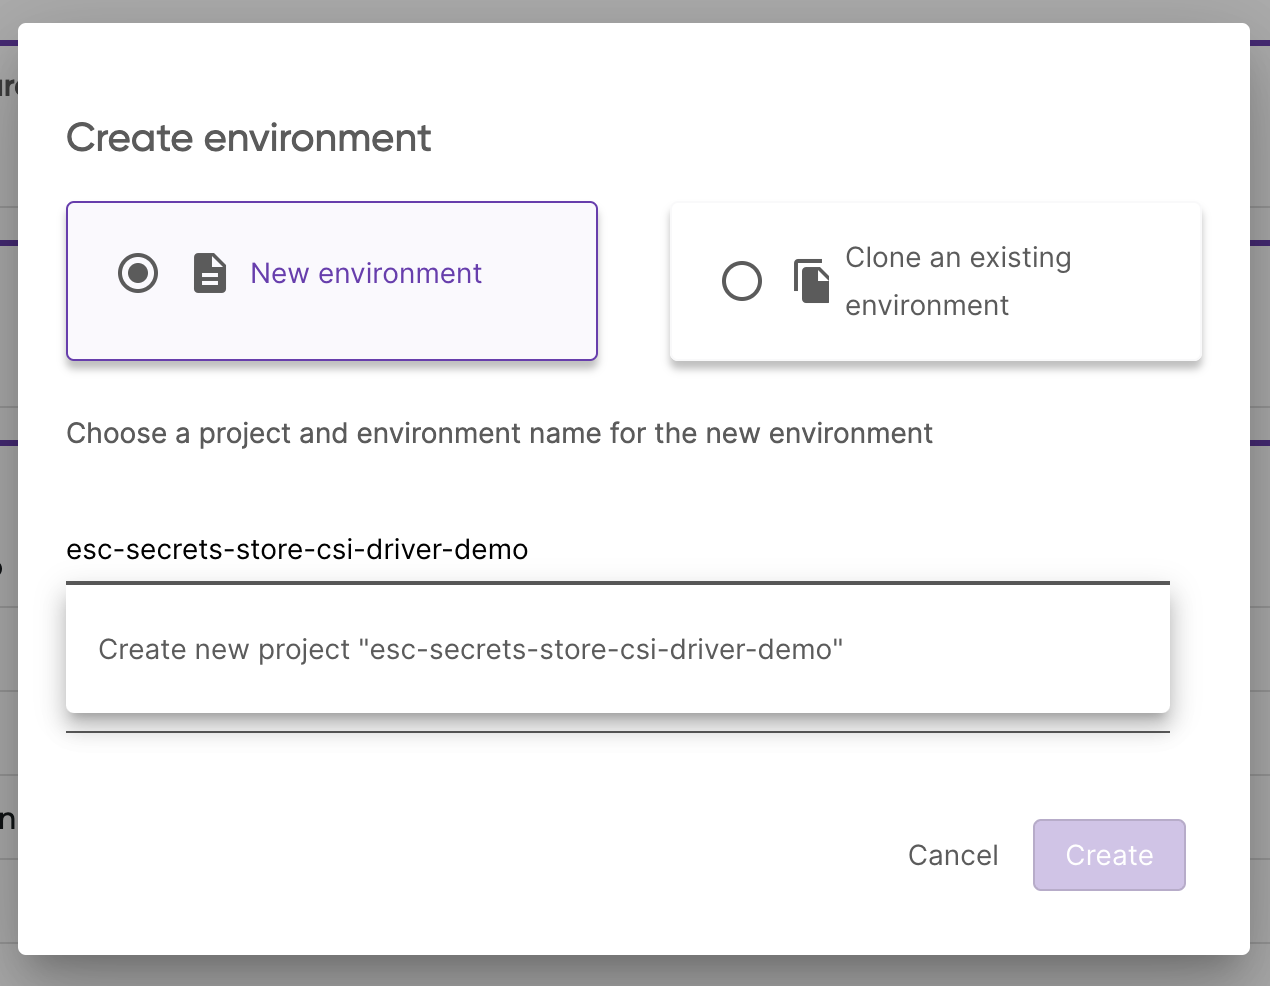 Create environment
New environment
Clone an existing
environment
Choose a project and environment name for the new environment
esc-secrets-store-csi-driver-demo
Create new project "esc-secrets-store-csi-driver-demo"
Cancel
Create